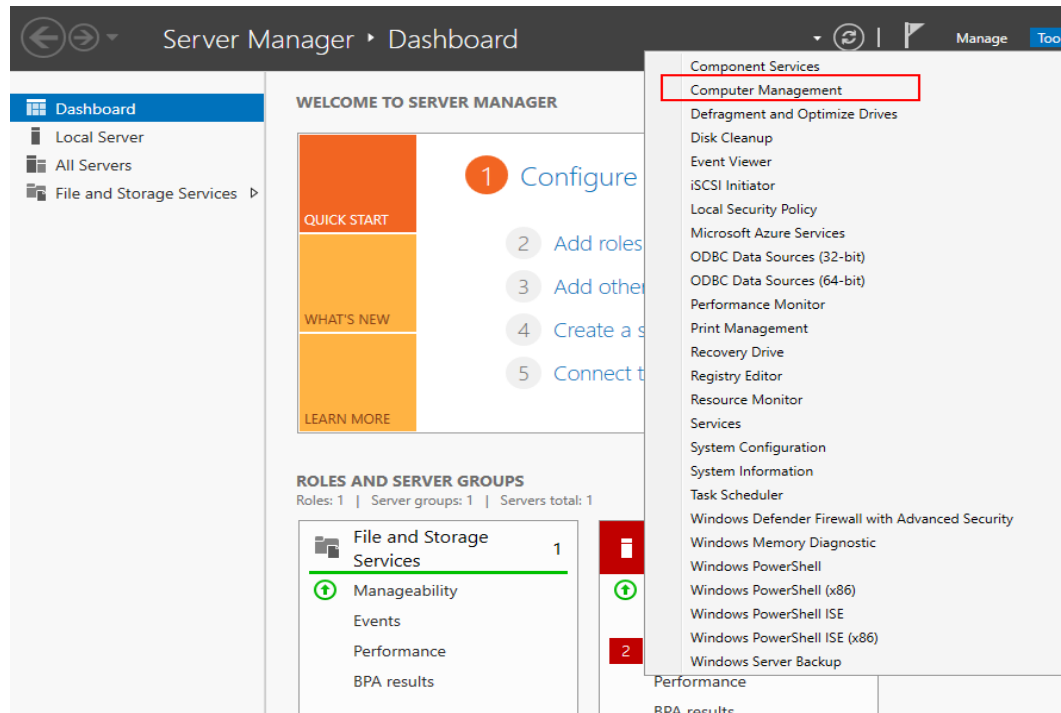 Server Manager ‣ Dashboard
Manage
Too
Dashboard
Local Server
All Servers
File and Storage Services
WELCOME TO SERVER MANAGER
QUICK START
WHAT'S NEW
LEARN MORE
1 Configure
2 Add roles
3 Add other
4 Create a s
5 Connect t
ROLES AND SERVER GROUPS
Roles: 1 | Server groups: 1 | Servers total: 1
File and Storage
Services
1
Manageability
Events
Performance
BPA results
2
Performance
BPA results
Component Services
Computer Management
Defragment and Optimize Drives
Disk Cleanup
Event Viewer
iSCSI Initiator
Local Security Policy
Microsoft Azure Services
ODBC Data Sources (32-bit)
ODBC Data Sources (64-bit)
Performance Monitor
Print Management
Recovery Drive
Registry Editor
Resource Monitor
Services
System Configuration
System Information
Task Scheduler
Windows Defender Firewall with Advanced Security
Windows Memory Diagnostic
Windows PowerShell
Windows PowerShell (x86)
Windows PowerShell ISE
Windows PowerShell ISE (x86)
Windows Server Backup